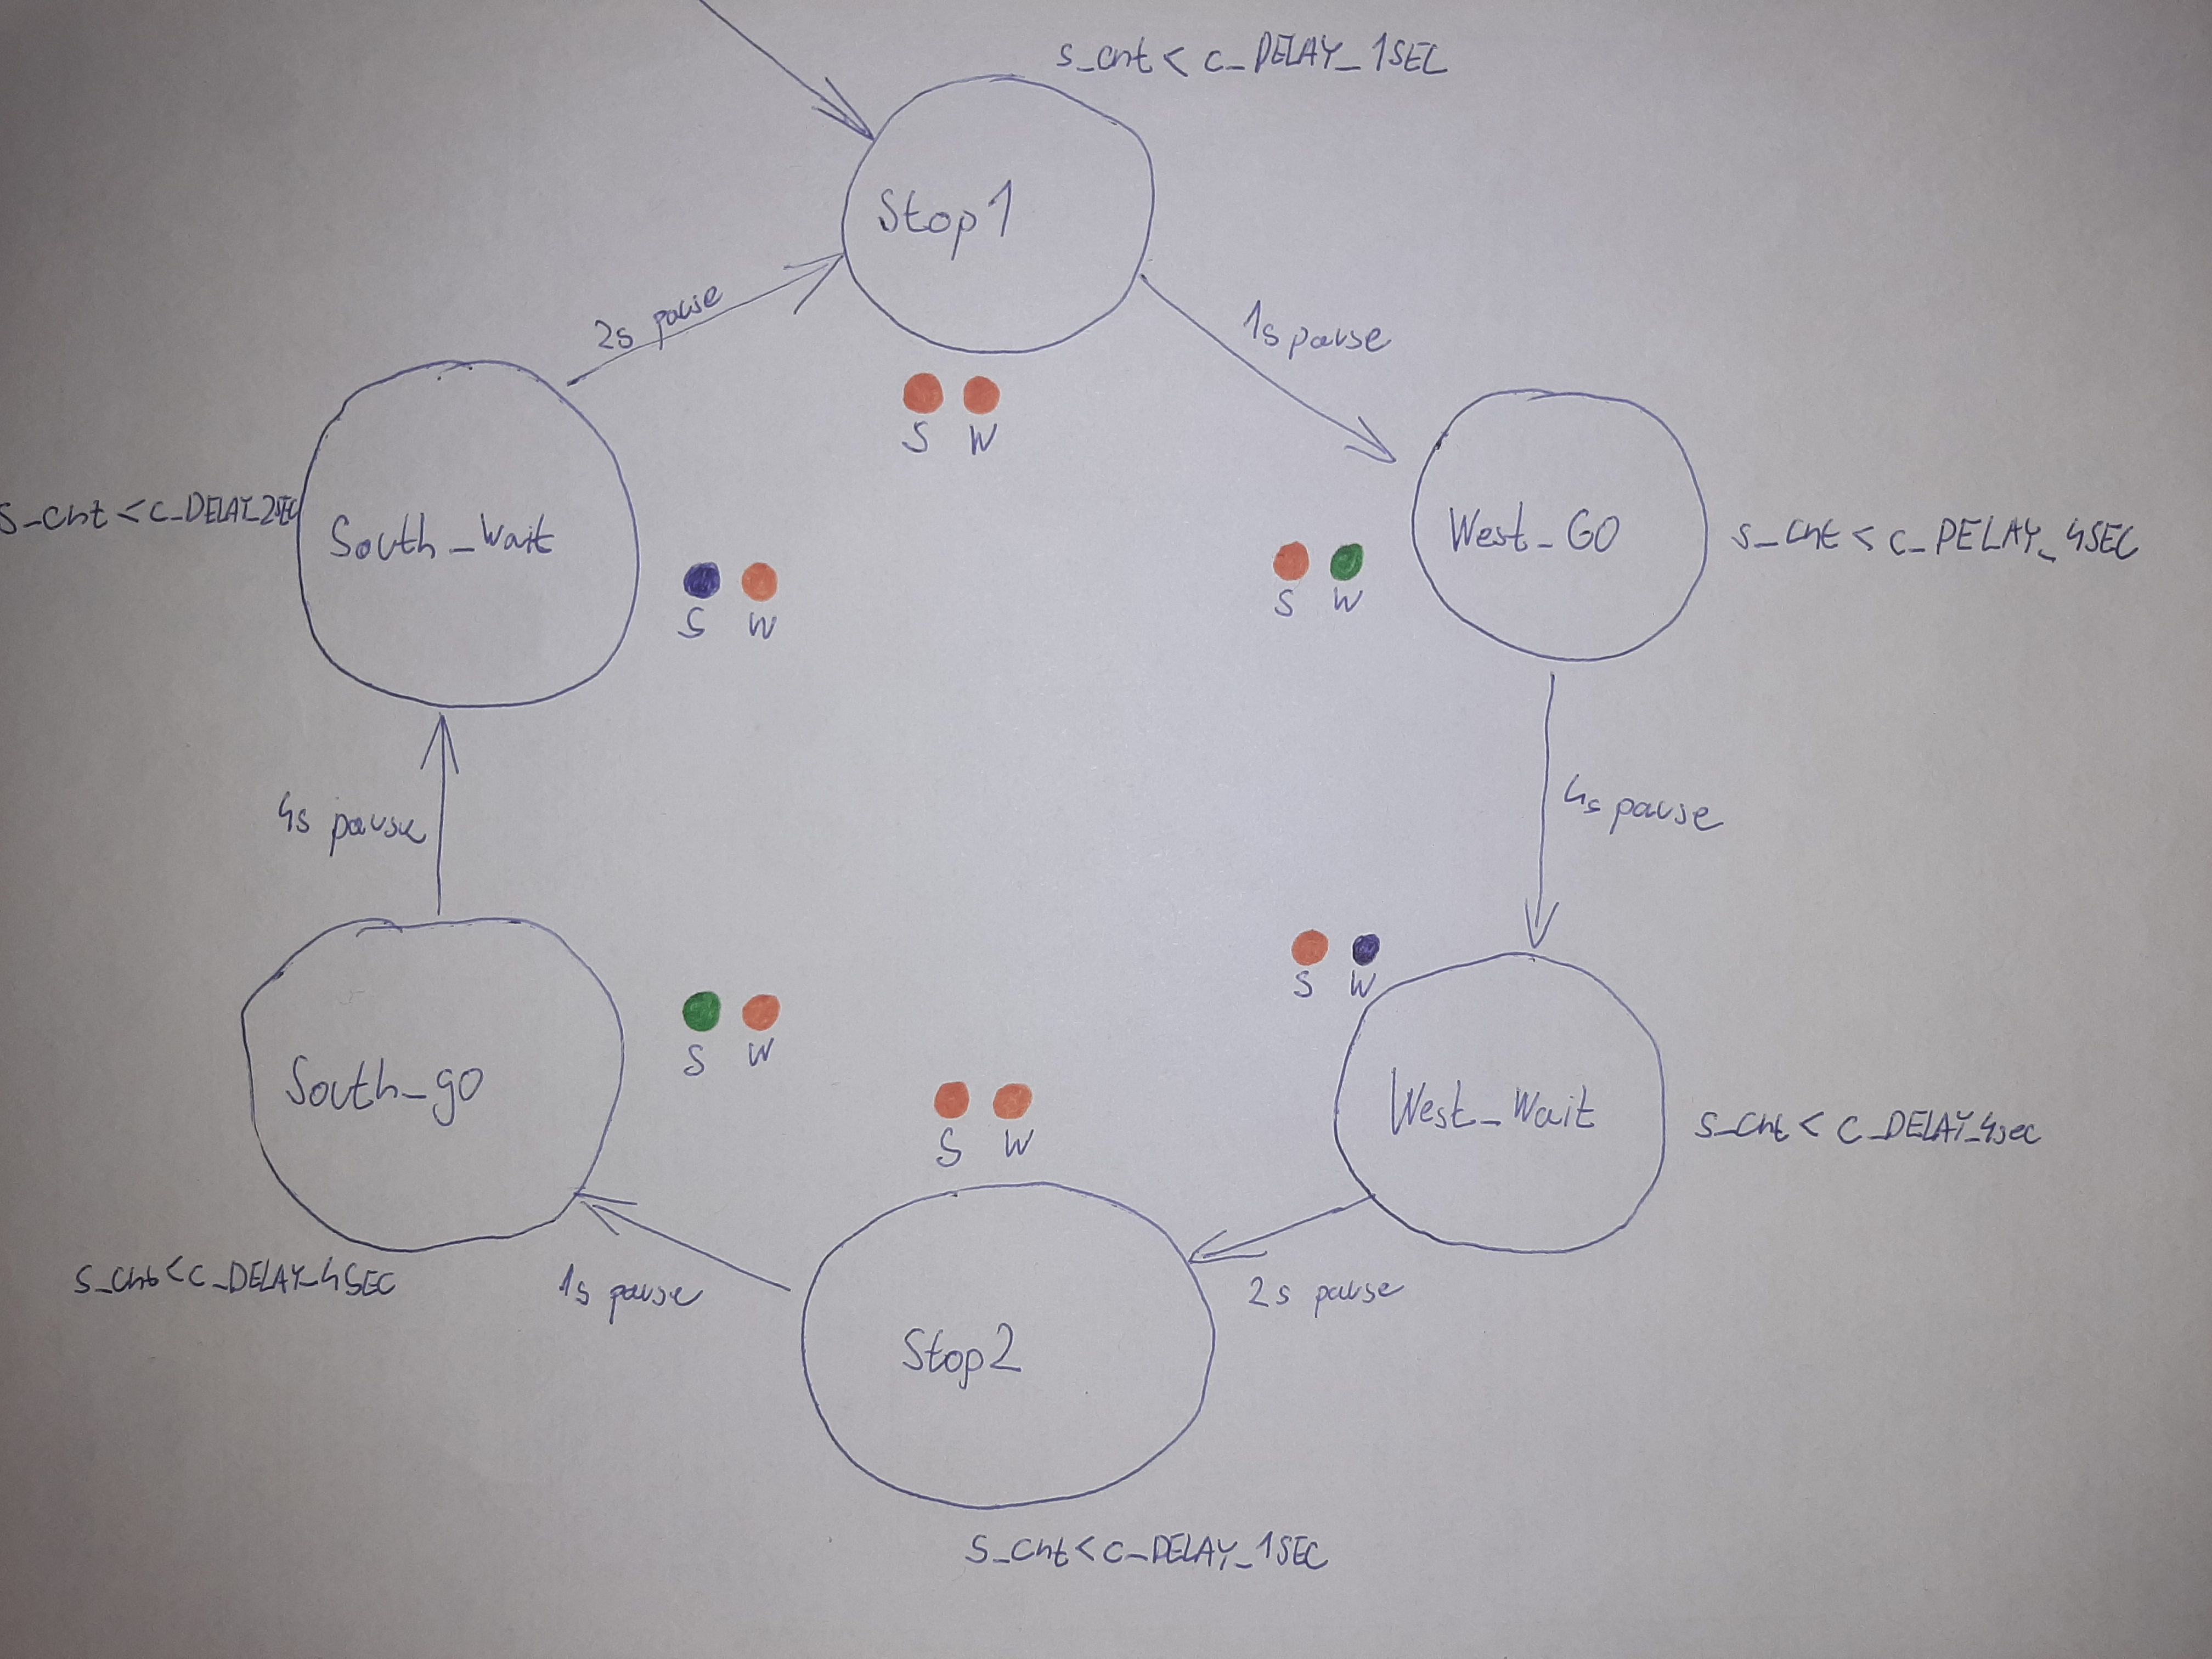 s_cnt < c_DELAY_1SEC
Stop1
2s pause
1s pause
S W
s_cnt < c_DELAY_2SEC
South_Wait
S W
S W
West_GO
s_cnt < c_DELAY_4SEC
4s pause
4s pause
S W
South_go
S W
S W
West_Wait
s_cnt < c_DELAY_4sec
s_cnt < c_DELAY_4SEC
1s pause
2s pause
Stop2
s_cnt < c_DELAY_1SEC